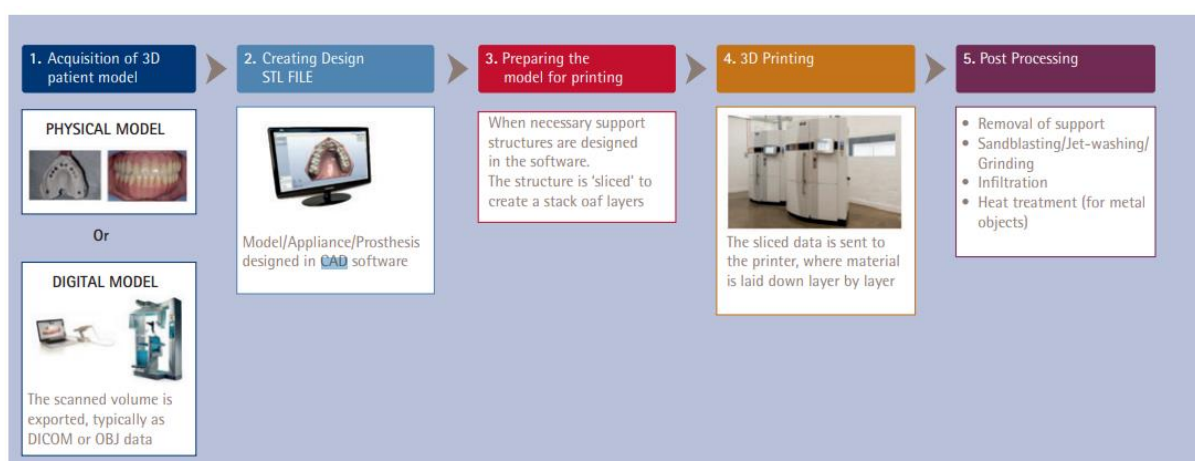 1. Acquisition of 3D
patient model
PHYSICAL MODEL
Or
DIGITAL MODEL
The scanned volume is
exported, typically as
DICOM or OBJ data
2. Creating Design
STL FILE
Model/Appliance/Prosthesis
designed in CAD software
3. Preparing the
model for printing
When necessary support
structures are designed
in the software.
The structure is 'sliced' to
create a stack oaf layers
4. 3D Printing
The sliced data is sent to
the printer, where material
is laid down layer by layer
5. Post Processing
• Removal of support
• Sandblasting/Jet-washing/
Grinding
• Infiltration
• Heat treatment (for metal
objects)